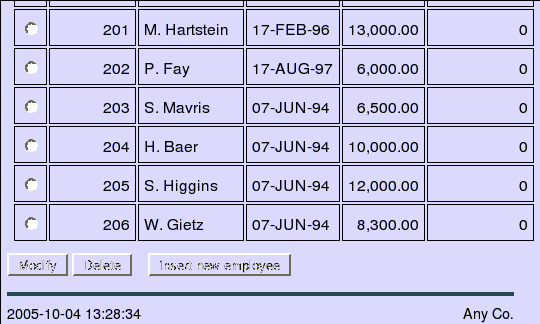 201 M. Hartstein 17-FEB-96 13,000.00 0
202 P. Fay 17-AUG-97 6,000.00 0
203 S. Mavris 07-JUN-94 6,500.00 0
204 H. Baer 07-JUN-94 10,000.00 0
205 S. Higgins 07-JUN-94 12,000.00 0
206 W. Gietz 07-JUN-94 8,300.00 0
Modify Delete Insert new employee
2005-10-04 13:28:34 Any Co.